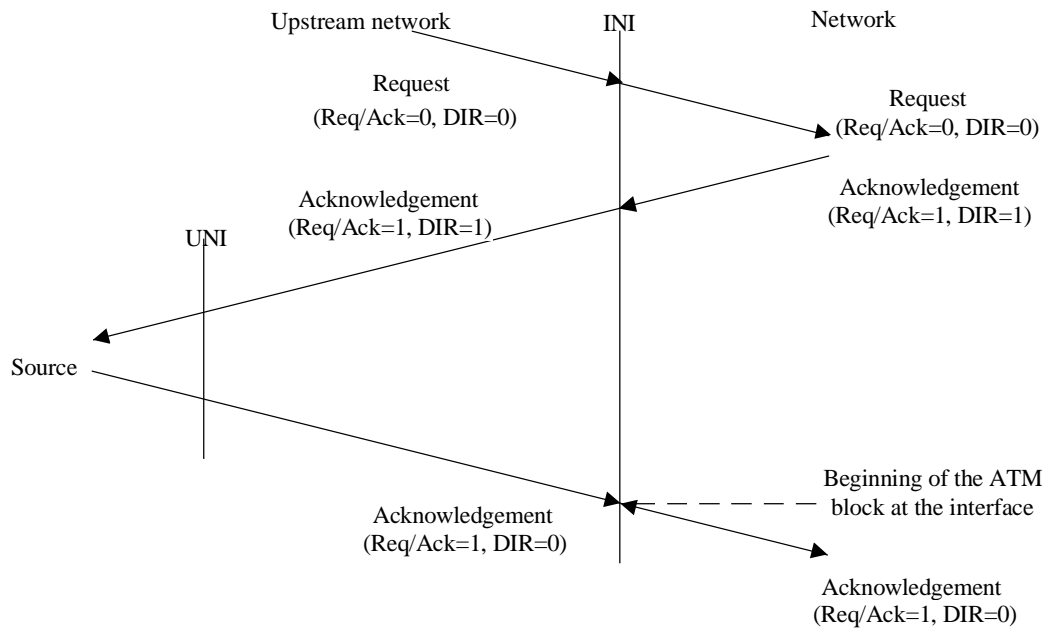 Upstream network
INI
Network
Request
(Req/Ack=0, DIR=0)
Request
(Req/Ack=0, DIR=0)
Acknowledgement
(Req/Ack=1, DIR=1)
Acknowledgement
(Req/Ack=1, DIR=1)
UNI
Source
Beginning of the ATM
block at the interface
Acknowledgement
(Req/Ack=1, DIR=0)
Acknowledgement
(Req/Ack=1, DIR=0)